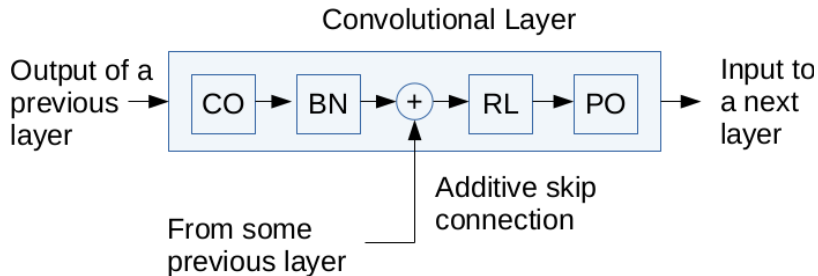 Convolutional Layer
Output of a
previous
layer
CO
BN
+
RL
PO
Input to
a next
layer
Additive skip
connection
From some
previous layer